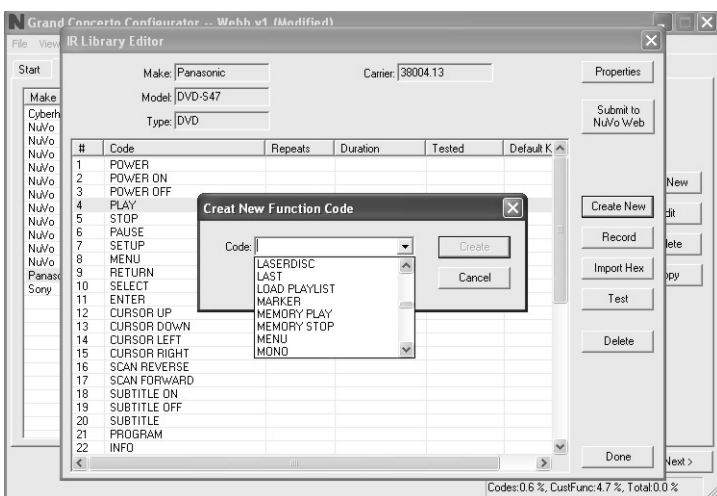 N Grand Concerto Configurator -- Webb v1 (Modified)
File View
IR Library Editor
Start
Make: Panasonic Carrier: 38004.13 Properties
Model: DVD-S47
Type: DVD
Submit to
NuVo Web
Make
Cyberh
NuVo
NuVo
NuVo
NuVo
NuVo
NuVo
NuVo
NuVo
NuVo
NuVo
NuVo
Panaso
Sony
# Code Repeats Duration Tested Default K
1 POWER
2 POWER ON
3 POWER OFF
4 PLAY
5 STOP
6 PAUSE
7 SETUP
8 MENU
9 RETURN
10 SELECT
11 ENTER
12 CURSOR UP
13 CURSOR DOWN
14 CURSOR LEFT
15 CURSOR RIGHT
16 SCAN REVERSE
17 SCAN FORWARD
18 SUBTITLE ON
19 SUBTITLE OFF
20 SUBTITLE
21 PROGRAM
22 INFO
Creat New Function Code
Code: Create
Cancel
LASERDISC
LAST
LOAD PLAYLIST
MARKER
MEMORY PLAY
MEMORY STOP
MENU
MONO
Create New
Record
Import Hex
Test
Delete
Done
New
dit
lete
opy
Next >
Codes:0.6 %, CustFunc:4.7 %, Total:0.0 %